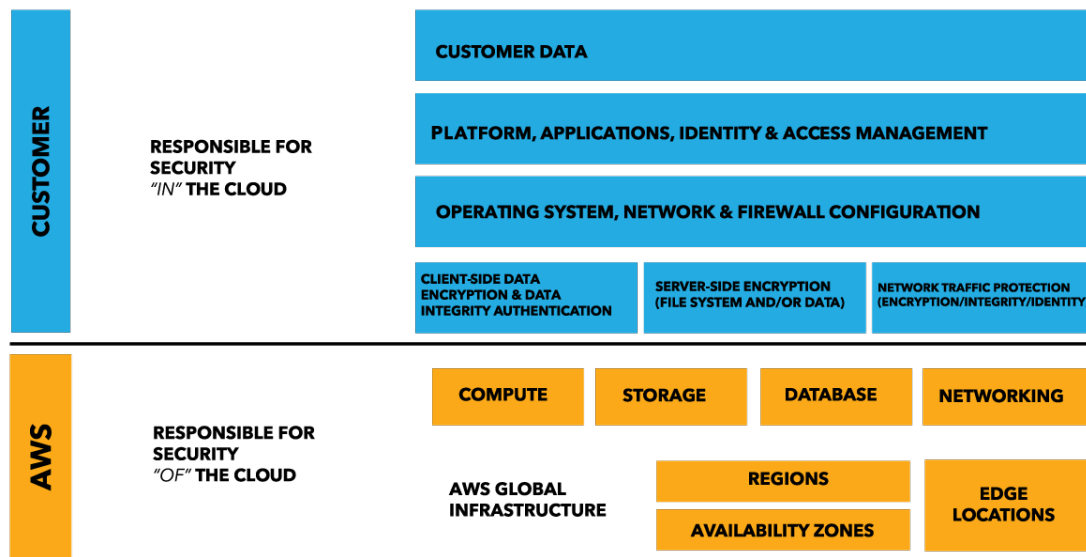 CUSTOMER
RESPONSIBLE FOR
SECURITY
"IN" THE CLOUD
CUSTOMER DATA
PLATFORM, APPLICATIONS, IDENTITY & ACCESS MANAGEMENT
OPERATING SYSTEM, NETWORK & FIREWALL CONFIGURATION
CLIENT-SIDE DATA
ENCRYPTION & DATA
INTEGRITY AUTHENTICATION
SERVER-SIDE ENCRYPTION
(FILE SYSTEM AND/OR DATA)
NETWORK TRAFFIC PROTECTION
(ENCRYPTION/INTEGRITY/IDENTITY)
AWS
RESPONSIBLE FOR
SECURITY
"OF" THE CLOUD
COMPUTE
STORAGE
DATABASE
NETWORKING
AWS GLOBAL
INFRASTRUCTURE
REGIONS
AVAILABILITY ZONES
EDGE
LOCATIONS